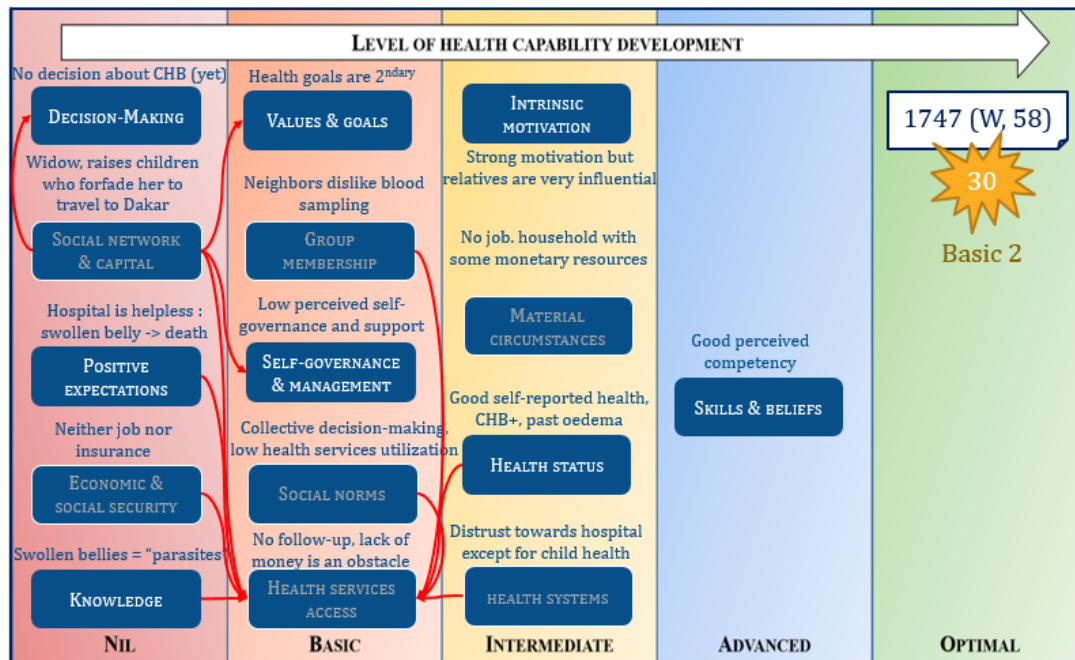 LEVEL OF HEALTH CAPABILITY DEVELOPMENT
No decision about CHB (yet)
DECISION-MAKING
Widow, raises children
who forfade her to
travel to Dakar
SOCIAL NETWORK
& CAPITAL
Hospital is helpless :
swollen belly -> death
POSITIVE
EXPECTATIONS
Neither job nor
insurance
ECONOMIC &
SOCIAL SECURITY
Swollen bellies = “parasites”
KNOWLEDGE
NIL
Health goals are 2ndary
VALUES & GOALS
Neighbors dislike blood
sampling
GROUP
MEMBERSHIP
Low perceived self-
governance and support
SELF-GOVERNANCE
& MANAGEMENT
Collective decision-making,
low health services utilization
SOCIAL NORMS
No follow-up, lack of
money is an obstacle
HEALTH SERVICES
ACCESS
BASIC
INTRINSIC
MOTIVATION
Strong motivation but
relatives are very influential
No job. household with
some monetary resources
MATERIAL
CIRCUMSTANCES
Good self-reported health,
CHB+, past oedema
HEALTH STATUS
Distrust towards hospital
except for child health
HEALTH SYSTEMS
INTERMEDIATE
Good perceived
competency
SKILLS & BELIEFS
ADVANCED
1747 (W, 58)
30
Basic 2
OPTIMAL